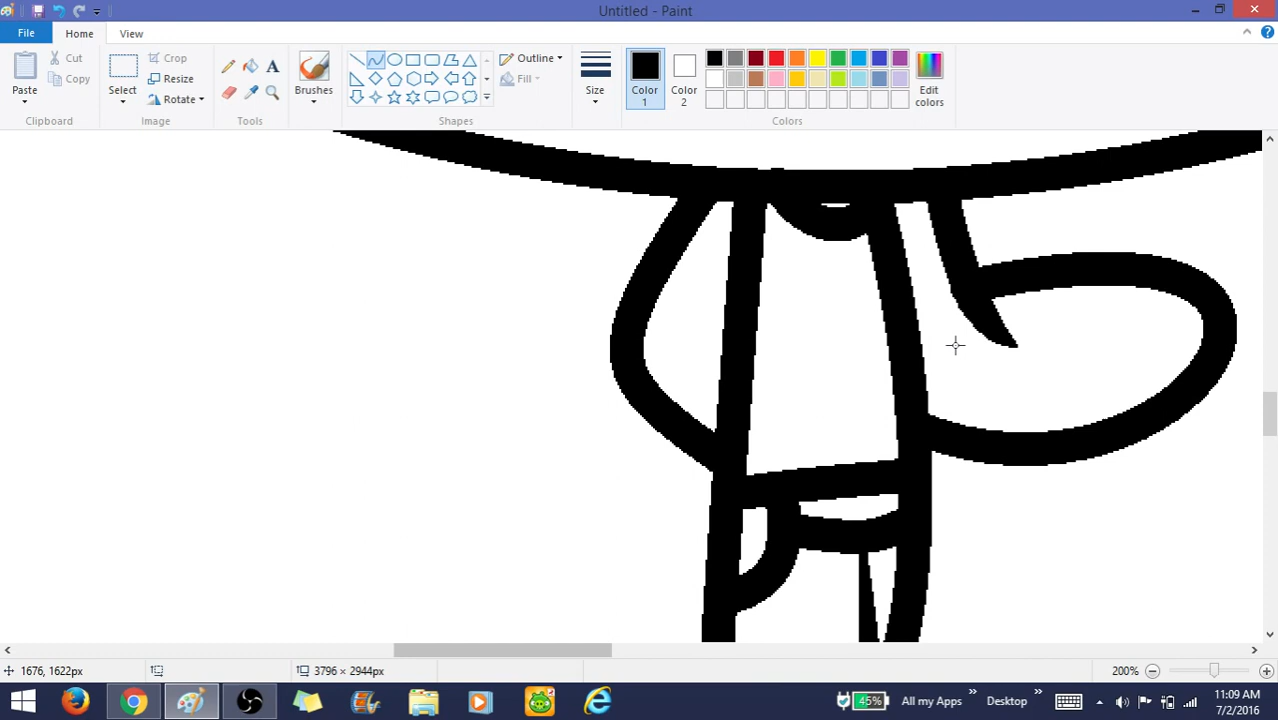 Untitled - Paint
File
Home
View
Paste
Cut
Copy
Clipboard
Select
Crop
Resize
Rotate
Image
A
Tools
Brushes
Outline
Fill
Shapes
Size
Color 1
Color 2
Edit colors
Colors
1676, 1622px
3796 × 2944px
200%
45%
All my Apps
Desktop
11:09 AM
7/2/2016